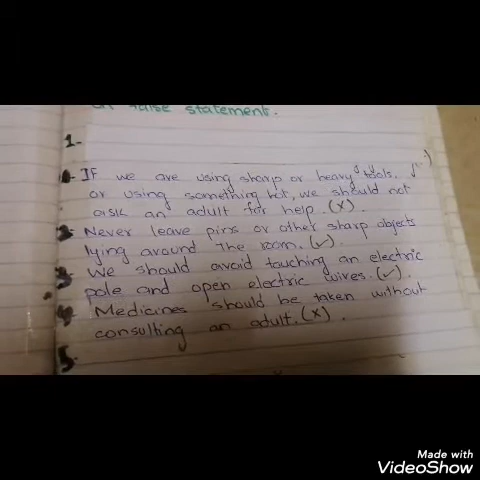 or false statement.
1-
1- If we are using sharp or heavy tools,
or using something hot, we should not
ask an adult for help. (X).
2- Never leave pins or other sharp objects
lying around the room. (✓).
3- We should avoid touching an electric
pole and open electric wires. (✓).
4- Medicines should be taken without
consulting an adult. (X).
5-
Made with
VideoShow